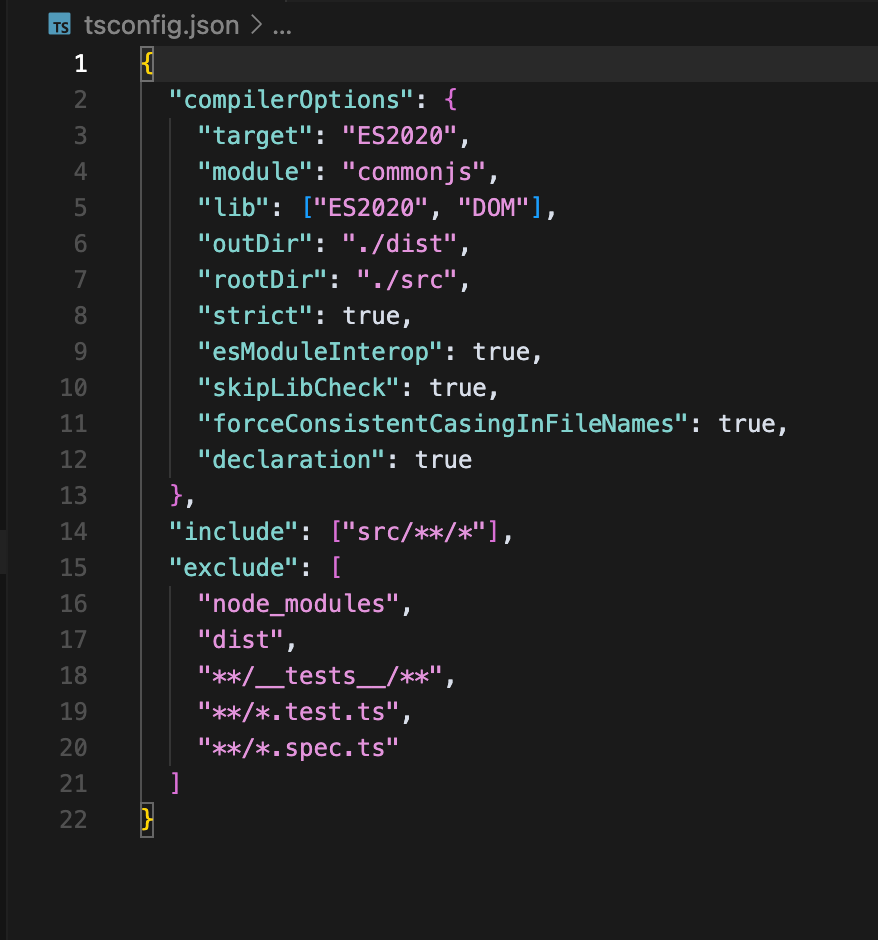 TS tsconfig.json > ...
1 {
2   "compilerOptions": {
3     "target": "ES2020",
4     "module": "commonjs",
5     "lib": ["ES2020", "DOM"],
6     "outDir": "./dist",
7     "rootDir": "./src",
8     "strict": true,
9     "esModuleInterop": true,
10     "skipLibCheck": true,
11     "forceConsistentCasingInFileNames": true,
12     "declaration": true
13   },
14   "include": ["src/**/*"],
15   "exclude": [
16     "node_modules",
17     "dist",
18     "**/__tests__/**",
19     "**/*.test.ts",
20     "**/*.spec.ts"
21   ]
22 }